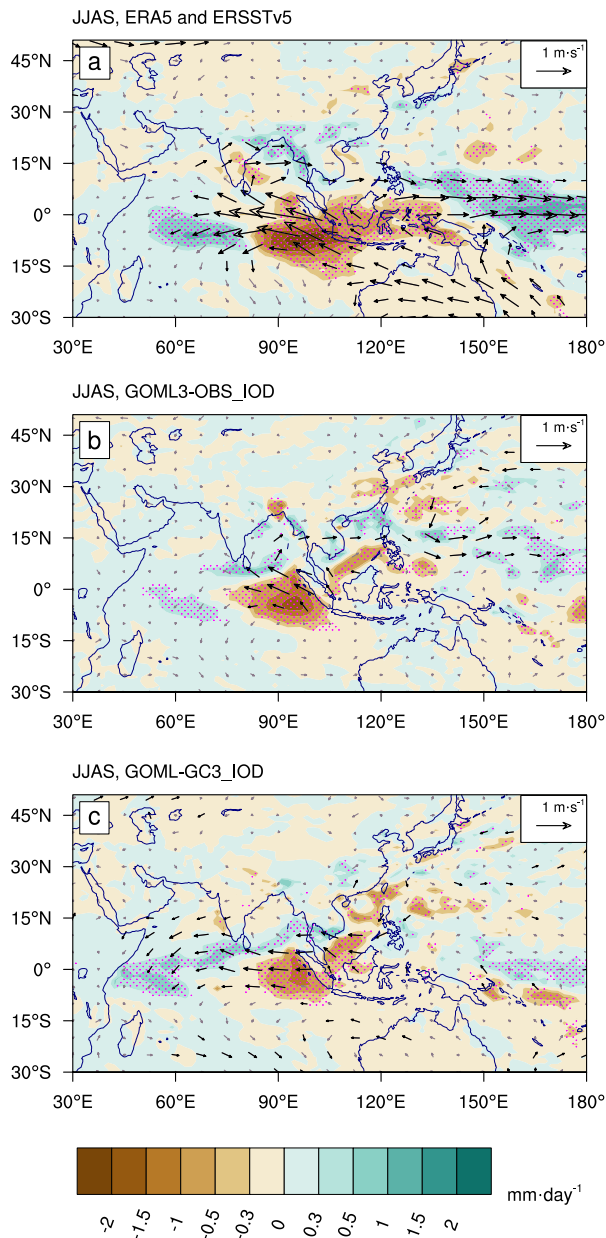 JJAS, ERA5 and ERSSTv5
a
1 m·s⁻¹
45°N
30°N
15°N
0°
15°S
30°S
30°E 60°E 90°E 120°E 150°E 180°
JJAS, GOML3-OBS_IOD
b
1 m·s⁻¹
45°N
30°N
15°N
0°
15°S
30°S
30°E 60°E 90°E 120°E 150°E 180°
JJAS, GOML-GC3_IOD
c
1 m·s⁻¹
45°N
30°N
15°N
0°
15°S
30°S
30°E 60°E 90°E 120°E 150°E 180°
-2 -1.5 -1 -0.5 -0.3 0 0.3 0.5 1 1.5 2
mm·day⁻¹